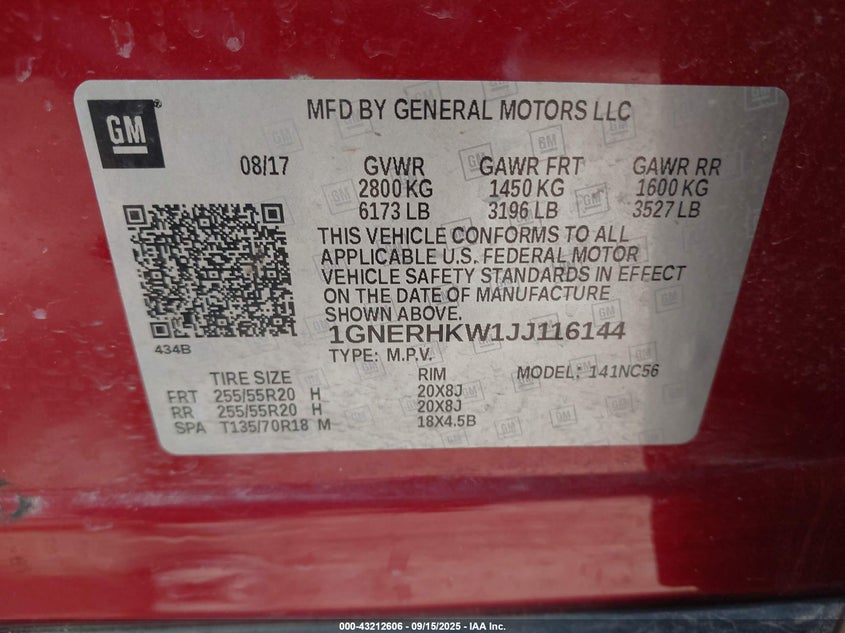 GM
MFD BY GENERAL MOTORS LLC
08/17 GVWR GAWR FRT GAWR RR
2800 KG 1450 KG 1600 KG
6173 LB 3196 LB 3527 LB
THIS VEHICLE CONFORMS TO ALL
APPLICABLE U.S. FEDERAL MOTOR
VEHICLE SAFETY STANDARDS IN EFFECT
ON THE DATE OF MANUFACTURE
SHOWN ABOVE.
434B
1GNERHKW1JJ116144
TYPE: M.P.V.
TIRE SIZE RIM MODEL: 141NC56
FRT 255/55R20 H 20X8J
RR 255/55R20 H 20X8J
SPA T135/70R18 M 18X4.5B
000-43212606 - 09/15/2025 - IAA Inc.